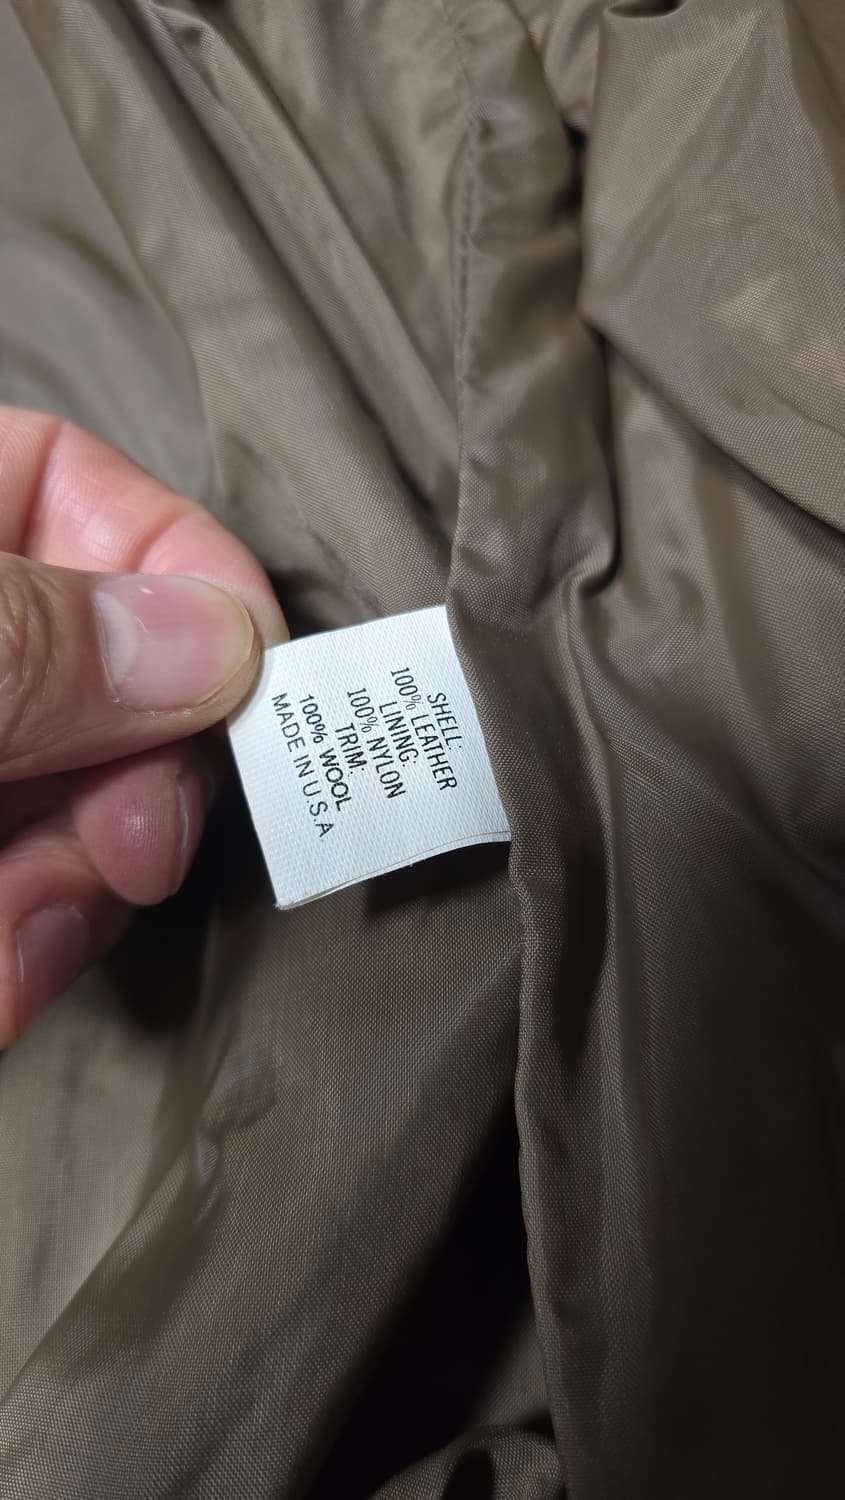 SHELL:
100% LEATHER
LINING:
100% NYLON
TRIM:
100% WOOL
MADE IN U.S.A